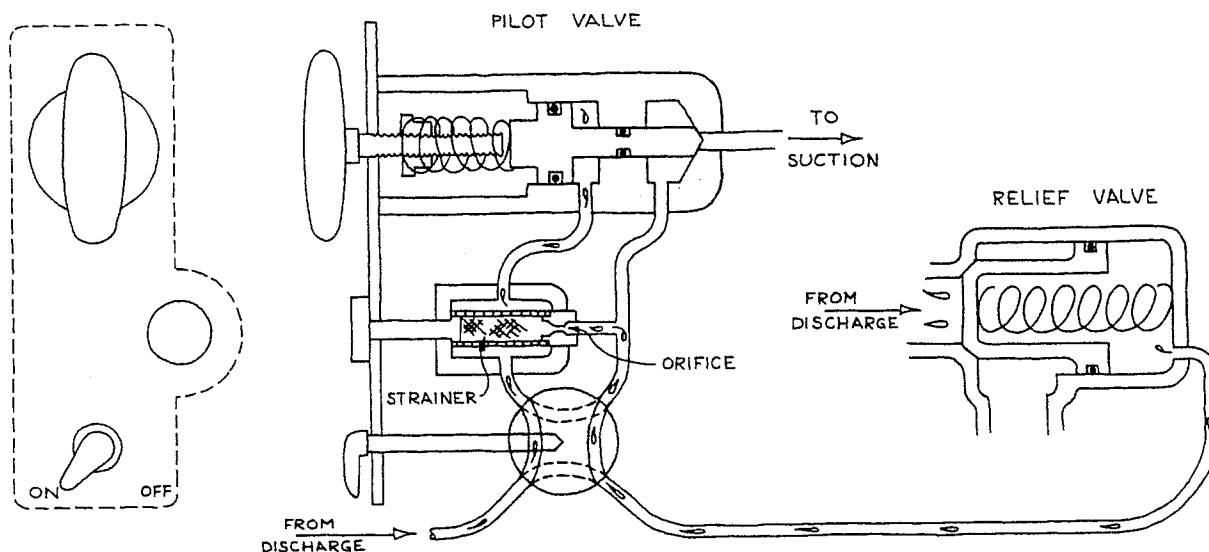 PILOT VALVE
TO
SUCTION
RELIEF VALVE
FROM
DISCHARGE
ORIFICE
STRAINER
ON OFF
FROM
DISCHARGE